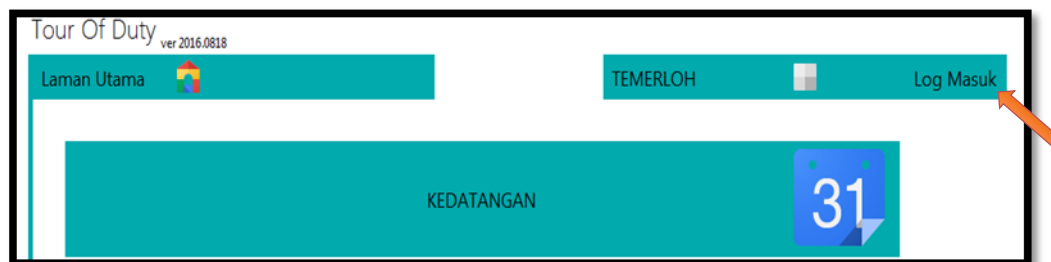 Tour Of Duty ver 2016.0818
Laman Utama TEMERLOH Log Masuk
KEDATANGAN 31